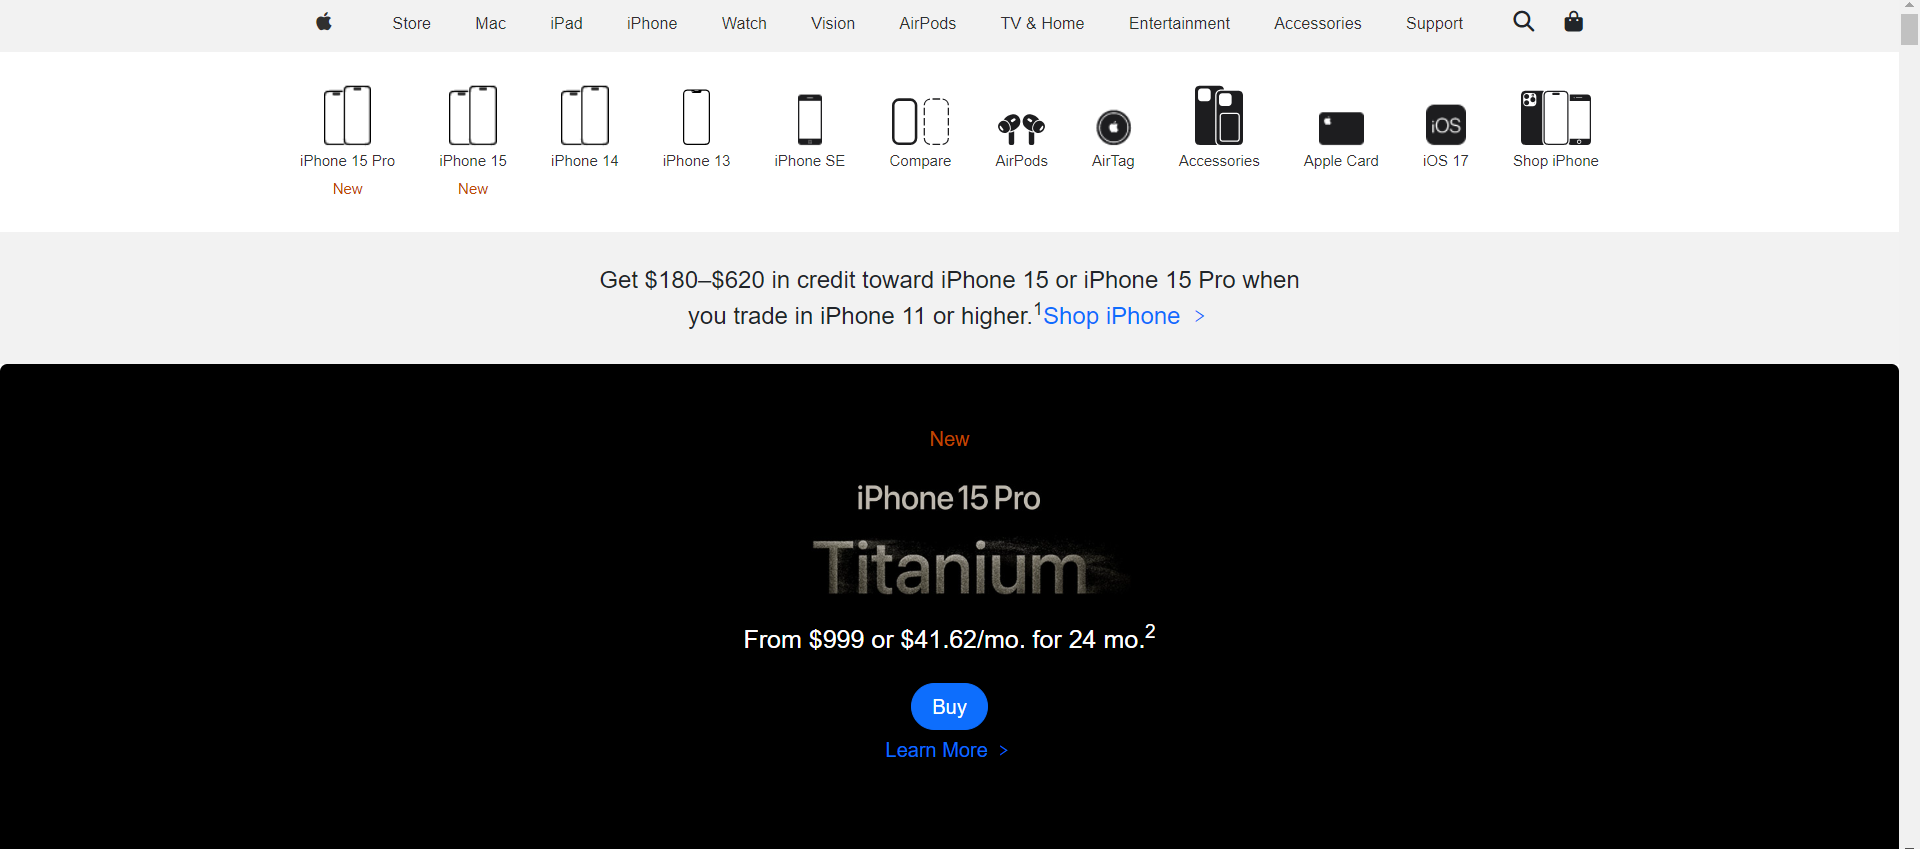 Store Mac iPad iPhone Watch Vision AirPods TV & Home Entertainment Accessories Support
iOS
iPhone 15 Pro iPhone 15 iPhone 14 iPhone 13 iPhone SE Compare AirPods AirTag Accessories Apple Card iOS 17 Shop iPhone
New New
Get $180–$620 in credit toward iPhone 15 or iPhone 15 Pro when
you trade in iPhone 11 or higher.¹Shop iPhone >
New
iPhone 15 Pro
Titanium
From $999 or $41.62/mo. for 24 mo.²
Buy
Learn More >